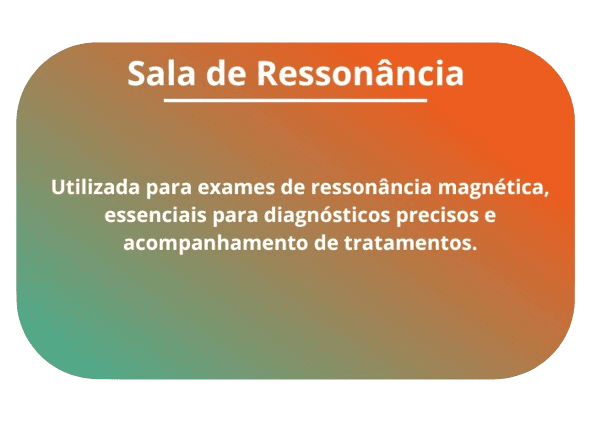 Sala de Ressonância
Utilizada para exames de ressonância magnética,
essenciais para diagnósticos precisos e
acompanhamento de tratamentos.